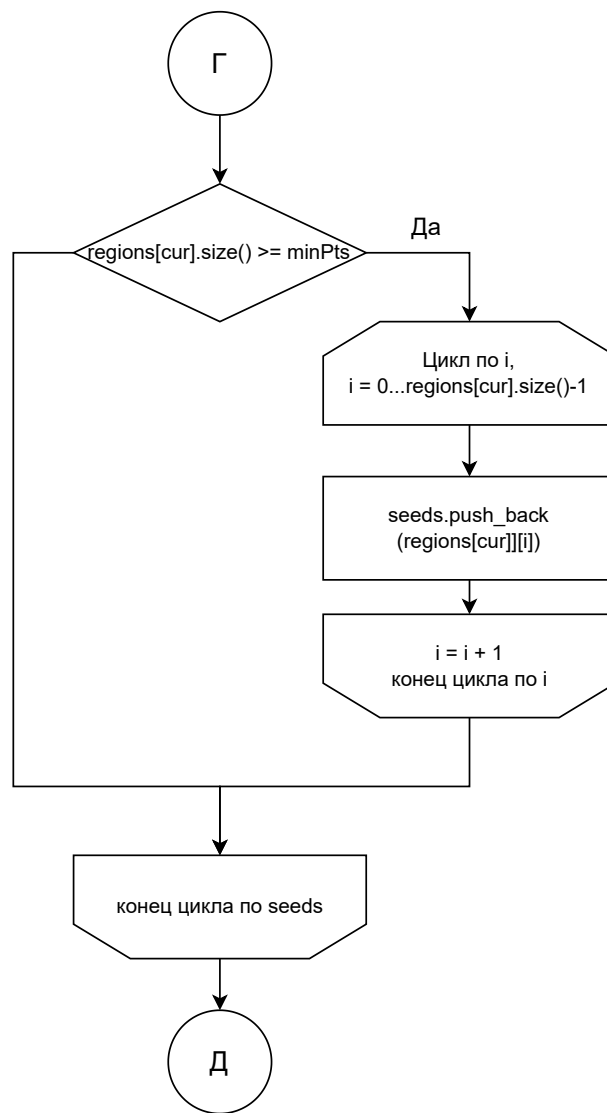 Г
regions[cur].size() >= minPts
Да
Цикл по i,
i = 0...regions[cur].size()-1
seeds.push_back
(regions[cur]][i])
i = i + 1
конец цикла по i
конец цикла по seeds
Д